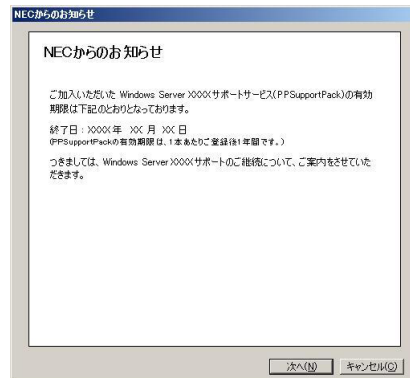 NECからのお知らせ
NECからのお知らせ
ご加入いただいた Windows Server XXXXサポートサービス(PPSupportPack)の有効
期限は下記のとおりとなっております。
終了日：XXXX年 XX 月 XX 日
(PPSupportPackの有効期限は、1本あたりご登録後1年間です。)
つきましては、Windows Server XXXXサポートのご継続について、ご案内をさせていた
だきます。
次へ(N) キャンセル(C)